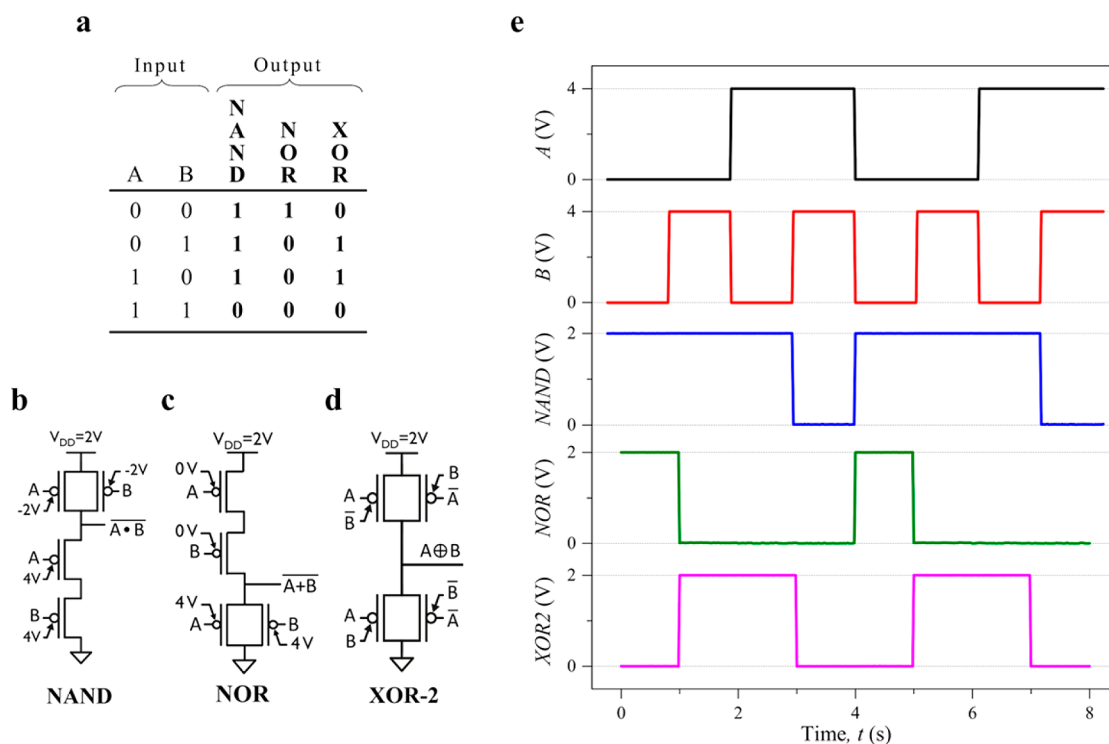 a
Input Output
A B NAND NOR XOR
0 0 1 1 0
0 1 1 0 1
1 0 1 0 1
1 1 0 0 0
b
V_DD=2V
-2V
A B
-2V
A̅•̅B̅
A
4V
B
4V
NAND
c
V_DD=2V
0V
A
0V
B
A̅+̅B̅
4V
A B
4V
NOR
d
V_DD=2V
B
A A̅
B̅
A⊕B
B̅
A A̅
B
XOR-2
e
A (V)
4
0
B (V)
4
0
NAND (V)
2
0
NOR (V)
2
0
XOR2 (V)
2
0
0 2 4 6 8
Time, t (s)